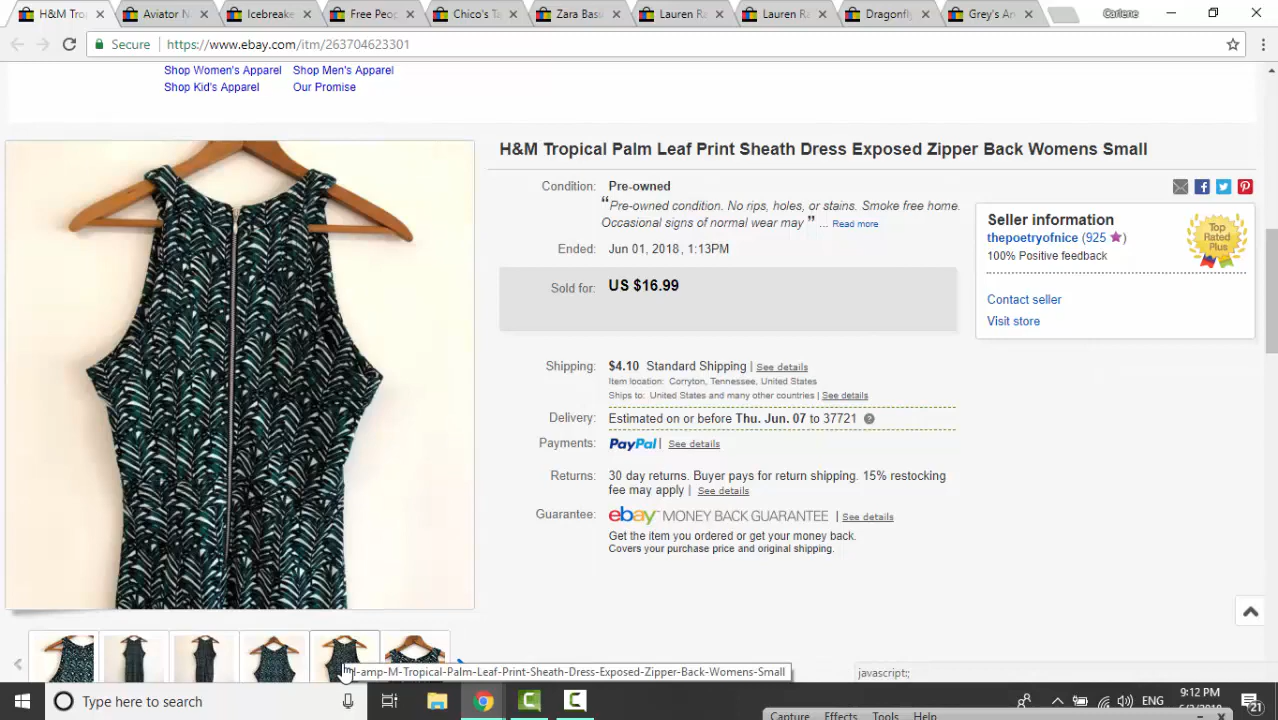 H&M Tro
Aviator N
Icebreake
Free Peop
Chico's Ta
Zara Basi
Lauren Ra
Lauren Ra
Dragonfl
Grey's An
Carlene
Secure
https://www.ebay.com/itm/263704623301
Shop Women's Apparel Shop Men's Apparel
Shop Kid's Apparel Our Promise
H&M Tropical Palm Leaf Print Sheath Dress Exposed Zipper Back Womens Small
Condition: Pre-owned
“Pre-owned condition. No rips, holes, or stains. Smoke free home.
Occasional signs of normal wear may ” ... Read more
Ended: Jun 01, 2018 , 1:13PM
Sold for: US $16.99
Seller information
thepoetryofnice (925 )
100% Positive feedback
Top
Rated
Plus
Contact seller
Visit store
Shipping: $4.10 Standard Shipping | See details
Item location: Corryton, Tennessee, United States
Ships to: United States and many other countries | See details
Delivery: Estimated on or before Thu. Jun. 07 to 37721
Payments: PayPal | See details
Returns: 30 day returns. Buyer pays for return shipping. 15% restocking
fee may apply | See details
Guarantee: ebay MONEY BACK GUARANTEE | See details
Get the item you ordered or get your money back.
Covers your purchase price and original shipping.
-amp-M-Tropical-Palm-Leaf-Print-Sheath-Dress-Exposed-Zipper-Back-Womens-Small
javascript:;
Type here to search
ENG
9:12 PM
21
Capture Effects Tools Help